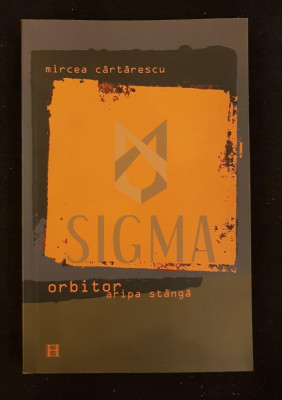 mircea cărtărescu
SIGMA
orbitor
aripa stângă
H